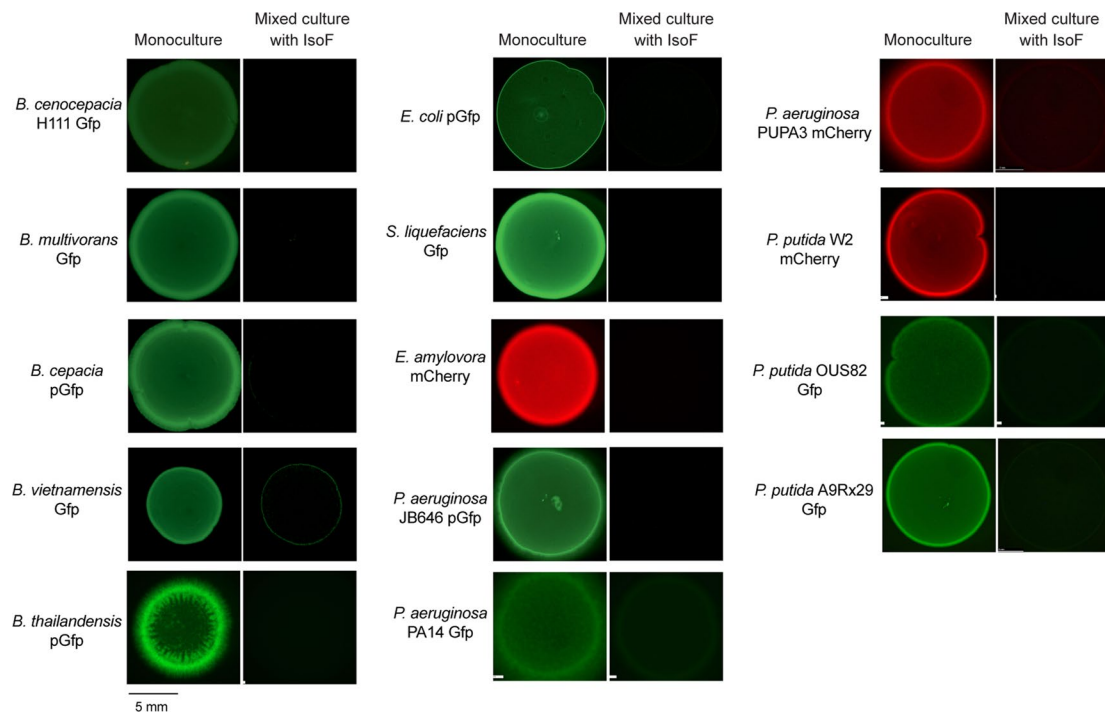 Monoculture
Mixed culture
with IsoF
B. cenocepacia
H111 Gfp
B. multivorans
Gfp
B. cepacia
pGfp
B. vietnamensis
Gfp
B. thailandensis
pGfp
5 mm
Monoculture
Mixed culture
with IsoF
E. coli pGfp
S. liquefaciens
Gfp
E. amylovora
mCherry
P. aeruginosa
JB646 pGfp
P. aeruginosa
PA14 Gfp
Monoculture
Mixed culture
with IsoF
P. aeruginosa
PUPA3 mCherry
P. putida W2
mCherry
P. putida OUS82
Gfp
P. putida A9Rx29
Gfp